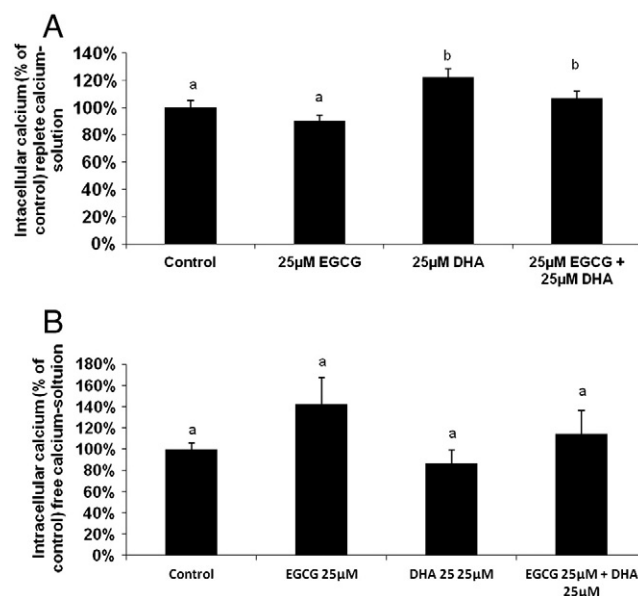 A
Intacellular calcium (% of
control) replete calcium-
solution
140%
120%
100%
80%
60%
40%
20%
0%
a
a
b
b
Control
25µM EGCG
25µM DHA
25µM EGCG +
25µM DHA
B
Intracellular calcium (% of
control) free calcium-soltuion
180%
160%
140%
120%
100%
80%
60%
40%
20%
0%
a
a
a
a
Control
EGCG 25µM
DHA 25 25µM
EGCG 25µM + DHA
25µM